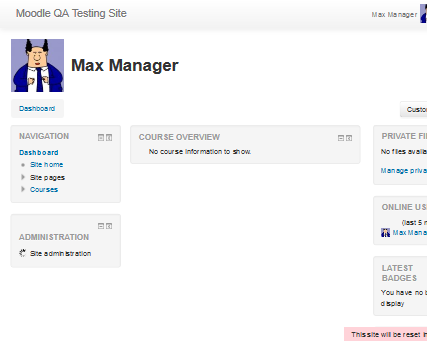 Moodle QA Testing Site
Max Manager
Max Manager
Dashboard
Custo
NAVIGATION
Dashboard
Site home
Site pages
Courses
ADMINISTRATION
Site administration
COURSE OVERVIEW
No course information to show.
PRIVATE FI
No files availa
Manage priva
ONLINE US
(last 5 m
Max Mana
LATEST
BADGES
You have no b
display
This site will be reset in